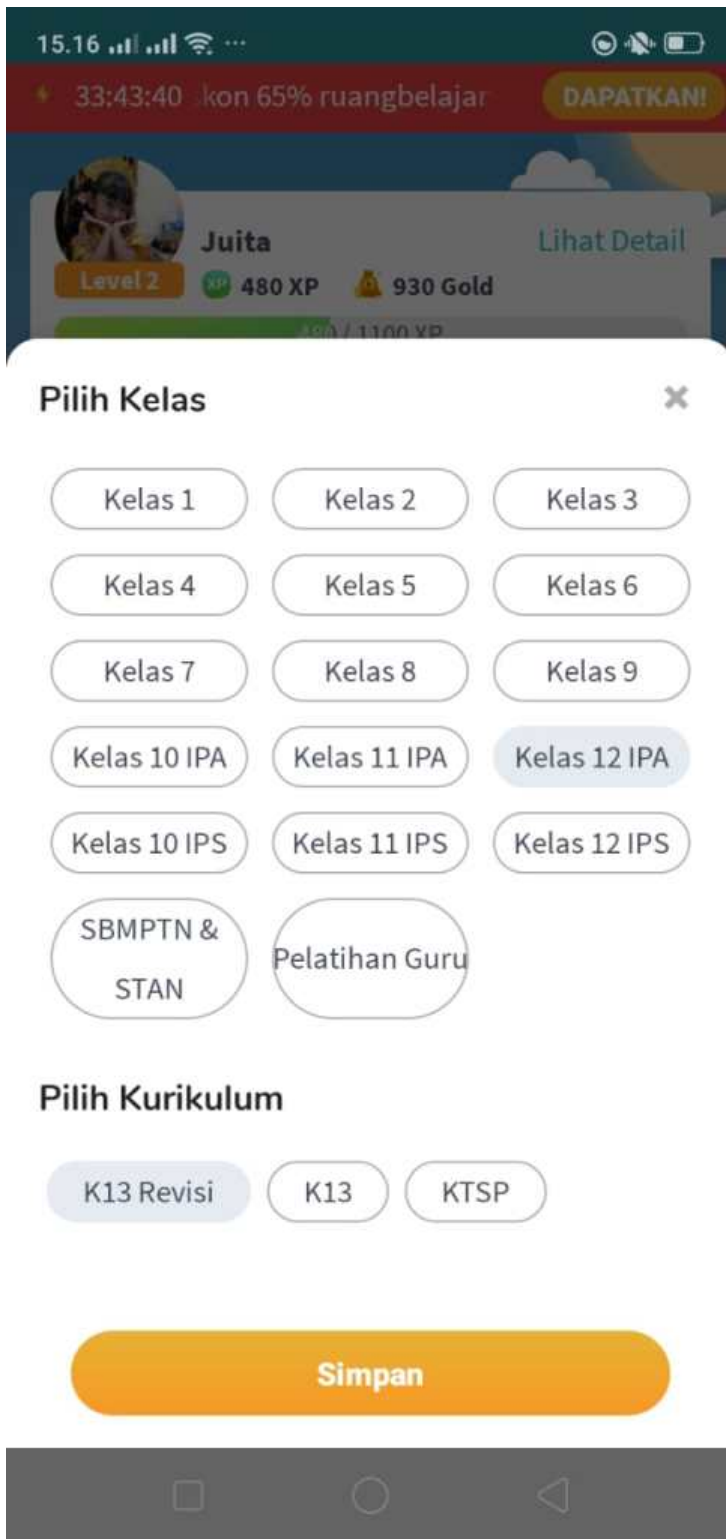 15.16
33:43:40 kon 65% ruangbelajar DAPATKAN!
Juita Lihat Detail
Level 2 XP 480 XP 930 Gold
480 / 1100 XP
Pilih Kelas
Kelas 1 Kelas 2 Kelas 3
Kelas 4 Kelas 5 Kelas 6
Kelas 7 Kelas 8 Kelas 9
Kelas 10 IPA Kelas 11 IPA Kelas 12 IPA
Kelas 10 IPS Kelas 11 IPS Kelas 12 IPS
SBMPTN &
STAN
Pelatihan Guru
Pilih Kurikulum
K13 Revisi K13 KTSP
Simpan